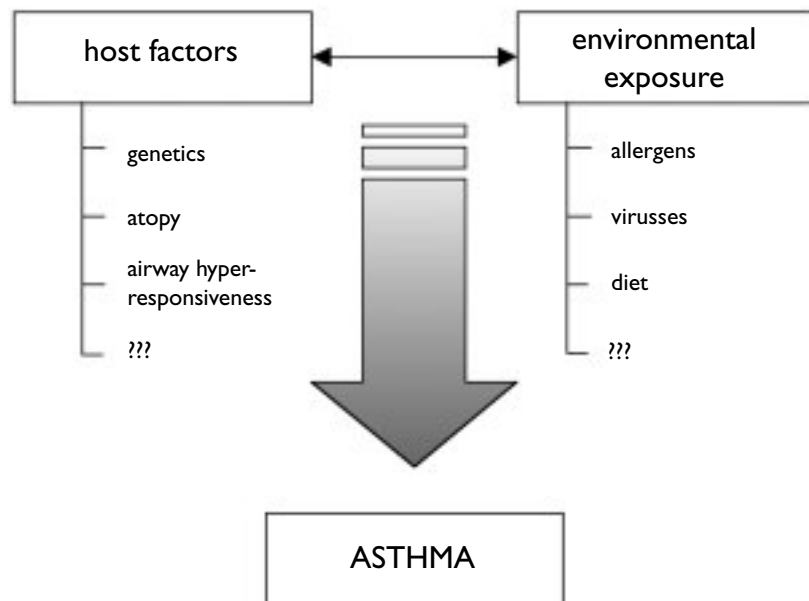 host factors
environmental
exposure
genetics
atopy
airway hyper-
responsiveness
???
allergens
virusses
diet
???
ASTHMA